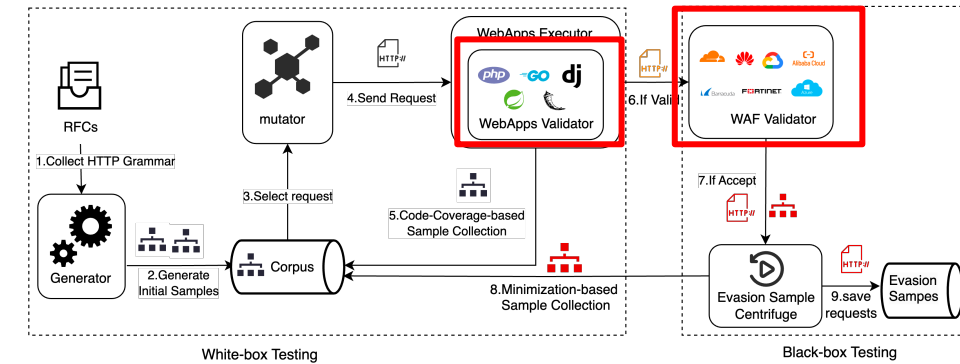 WebApps Executor
HTTP://
php
GO
dj
WebApps Validator
4.Send Request
mutator
RFCs
1.Collect HTTP Grammar
Generator
2.Generate
Initial Samples
3.Select request
Corpus
5.Code-Coverage-based
Sample Collection
HTTP://
6.If Valid
Alibaba Cloud
Barracuda
FORTINET
Azure
WAF Validator
7.If Accept
HTTP://
8.Minimization-based
Sample Collection
Evasion Sample
Centrifuge
HTTP://
9.save
requests
Evasion
Sampes
White-box Testing
Black-box Testing